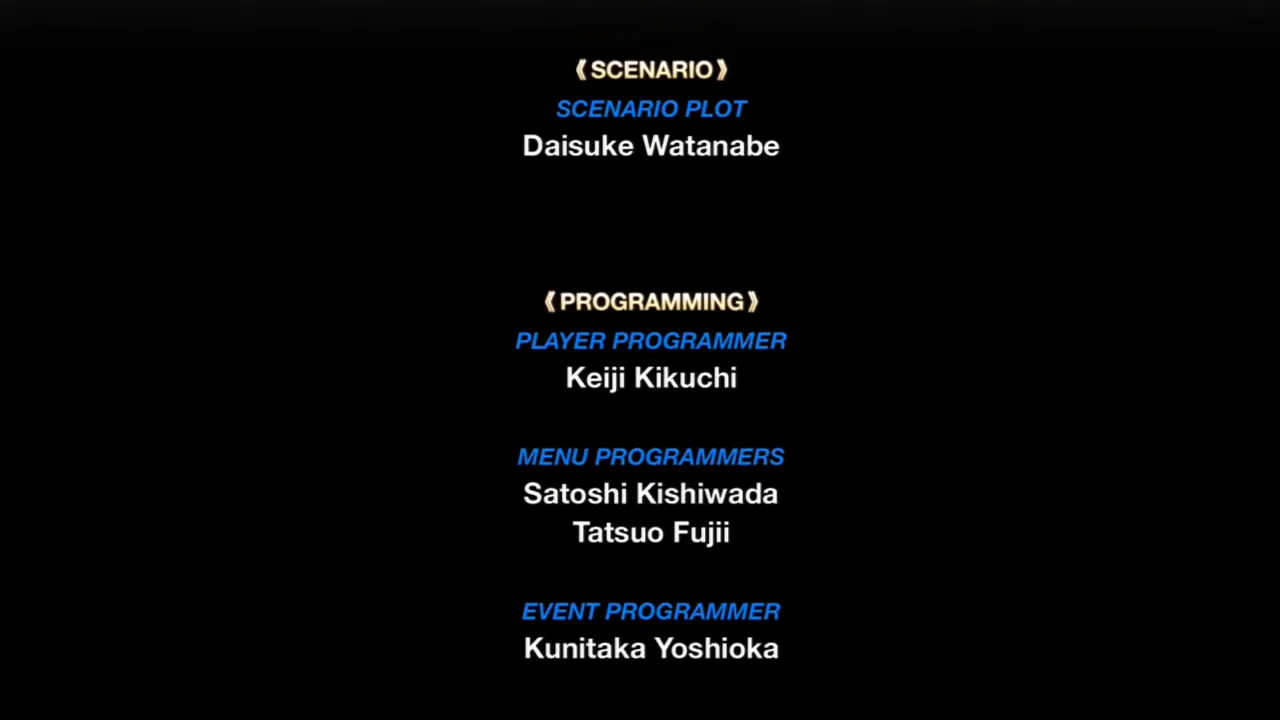 《SCENARIO》
SCENARIO PLOT
Daisuke Watanabe
《PROGRAMMING》
PLAYER PROGRAMMER
Keiji Kikuchi
MENU PROGRAMMERS
Satoshi Kishiwada
Tatsuo Fujii
EVENT PROGRAMMER
Kunitaka Yoshioka